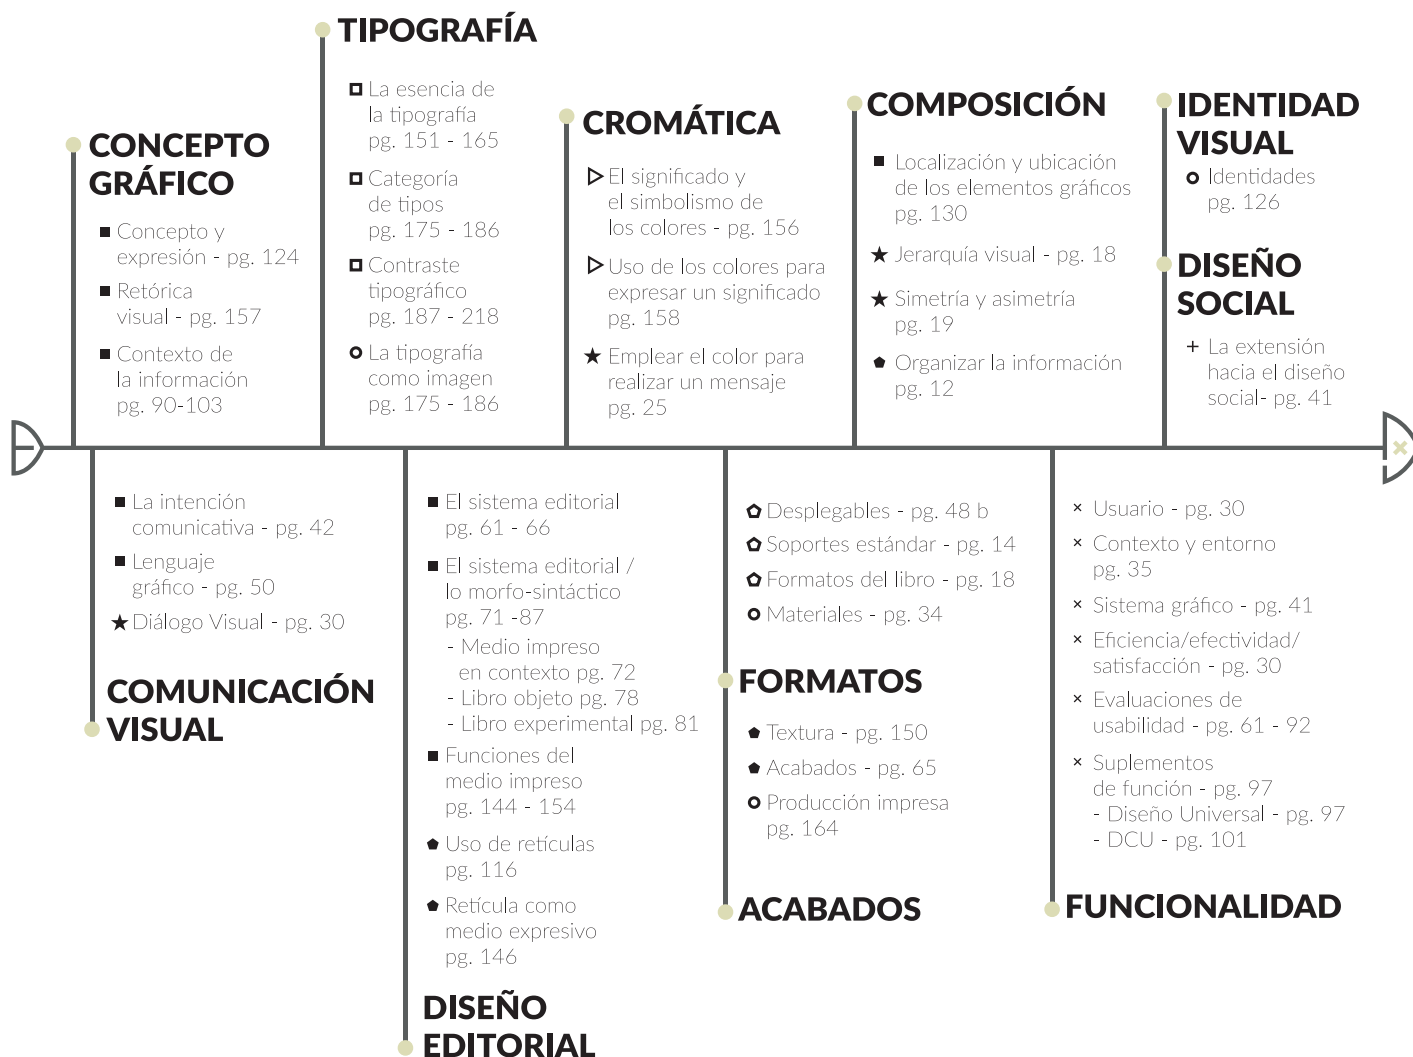 CONCEPTO
GRÁFICO
Concepto y
expresión - pg. 124
Retórica
visual - pg. 157
Contexto de
la información
pg. 90-103
TIPOGRAFÍA
La esencia de
la tipografía
pg. 151 - 165
Categoría
de tipos
pg. 175 - 186
Contraste
tipográfico
pg. 187 - 218
La tipografía
como imagen
pg. 175 - 186
CROMÁTICA
El significado y
el simbolismo de
los colores - pg. 156
Uso de los colores para
expresar un significado
pg. 158
Emplear el color para
realizar un mensaje
pg. 25
COMPOSICIÓN
Localización y ubicación
de los elementos gráficos
pg. 130
Jerarquía visual - pg. 18
Simetría y asimetría
pg. 19
Organizar la información
pg. 12
IDENTIDAD
VISUAL
Identidades
pg. 126
DISEÑO
SOCIAL
+ La extensión
hacia el diseño
social- pg. 41
La intención
comunicativa - pg. 42
Lenguaje
gráfico - pg. 50
Diálogo Visual - pg. 30
COMUNICACIÓN
VISUAL
El sistema editorial
pg. 61 - 66
El sistema editorial /
lo morfo-sintáctico
pg. 71 -87
- Medio impreso
en contexto pg. 72
- Libro objeto pg. 78
- Libro experimental pg. 81
Funciones del
medio impreso
pg. 144 - 154
Uso de retículas
pg. 116
Retícula como
medio expresivo
pg. 146
DISEÑO
EDITORIAL
Desplegables - pg. 48 b
Soportes estándar - pg. 14
Formatos del libro - pg. 18
Materiales - pg. 34
FORMATOS
Textura - pg. 150
Acabados - pg. 65
Producción impresa
pg. 164
ACABADOS
× Usuario - pg. 30
× Contexto y entorno
pg. 35
× Sistema gráfico - pg. 41
× Eficiencia/efectividad/
satisfacción - pg. 30
× Evaluaciones de
usabilidad - pg. 61 - 92
× Suplementos
de función - pg. 97
- Diseño Universal - pg. 97
- DCU - pg. 101
FUNCIONALIDAD